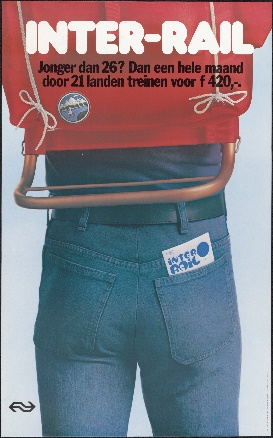 INTER-RAIL
Jonger dan 26? Dan een hele maand
door 21 landen treinen voor f 420,-.
INTER
RAIL